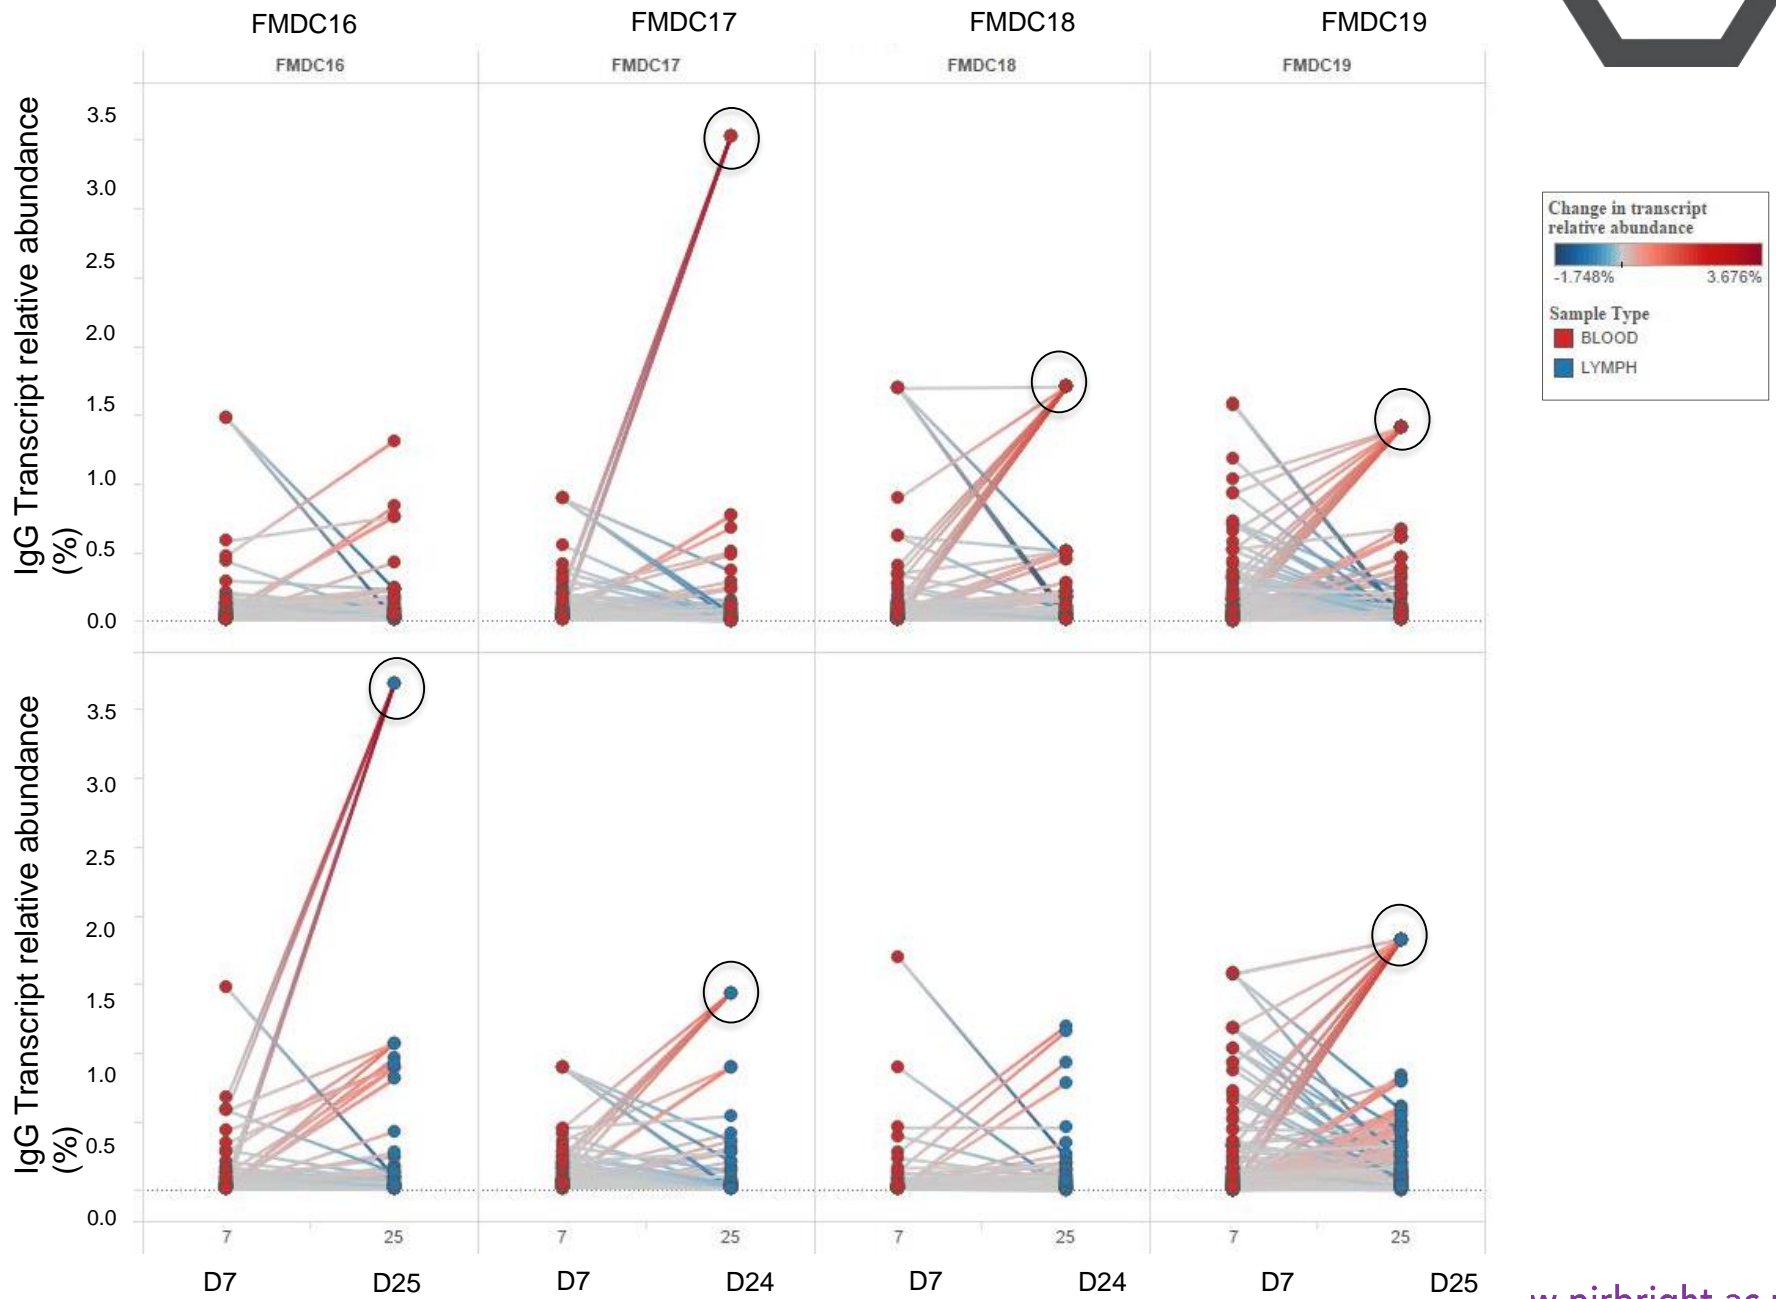 FMDC16 FMDC17 FMDC18 FMDC19
FMDC16 FMDC17 FMDC18 FMDC19
IgG Transcript relative abundance
(%)
3.5
3.0
2.5
2.0
1.5
1.0
0.5
0.0
Change in transcript
relative abundance
-1.748% 3.676%
Sample Type
BLOOD
LYMPH
IgG Transcript relative abundance
(%)
3.5
3.0
2.5
2.0
1.5
1.0
0.5
0.0
7 25 7 25 7 25 7 25
D7 D25 D7 D24 D7 D24 D7 D25